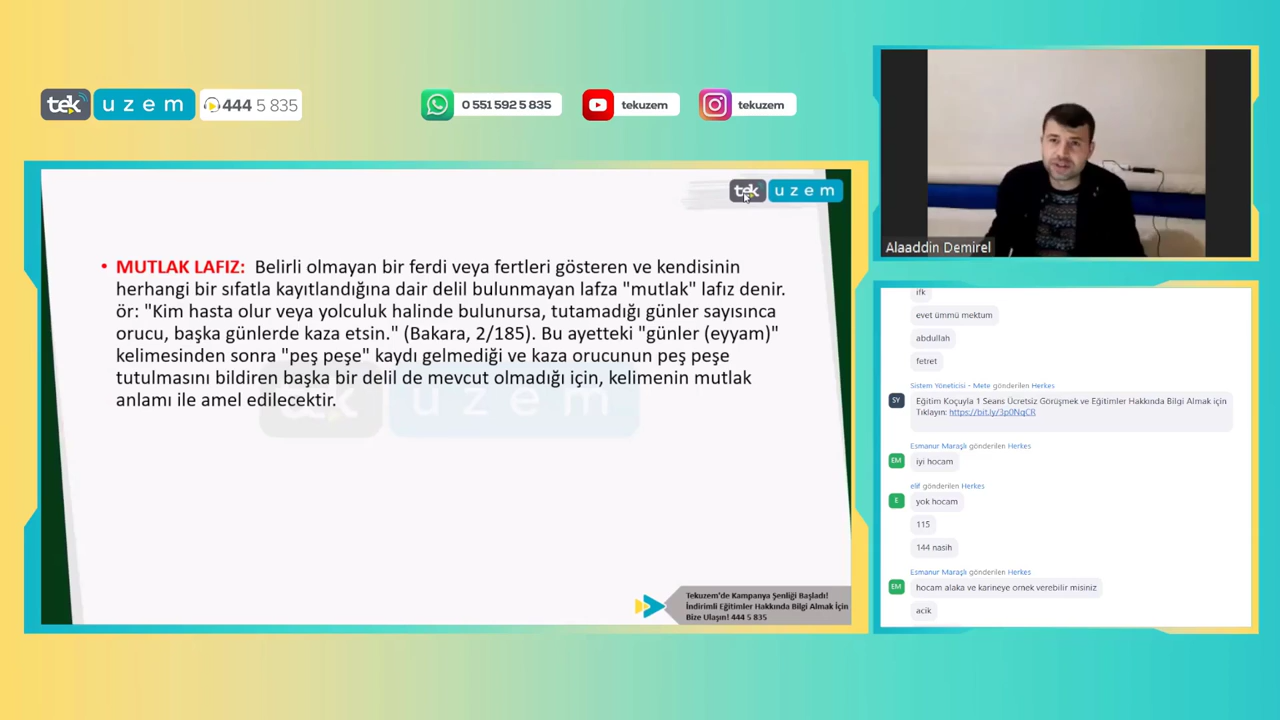 tek uzem 444 5 835
0 551 592 5 835
tekuzem
tekuzem
tek uzem
• MUTLAK LAFIZ: Belirli olmayan bir ferdi veya fertleri gösteren ve kendisinin
herhangi bir sıfatla kayıtlandığına dair delil bulunmayan lafza "mutlak" lafız denir.
ör: "Kim hasta olur veya yolculuk halinde bulunursa, tutamadığı günler sayısınca
orucu, başka günlerde kaza etsin." (Bakara, 2/185). Bu ayetteki "günler (eyyam)"
kelimesinden sonra "peş peşe" kaydı gelmediği ve kaza orucunun peş peşe
tutulmasını bildiren başka bir delil de mevcut olmadığı için, kelimenin mutlak
anlamı ile amel edilecektir.
tek uzem
Tekuzem'de Kampanya Şenliği Başladı!
İndirimli Eğitimler Hakkında Bilgi Almak İçin
Bize Ulaşın! 444 5 835
Alaaddin Demirel
ifk
evet ümmü mektum
abdullah
fetret
Sistem Yöneticisi - Mete gönderilen Herkes
SY
Eğitim Koçuyla 1 Seans Ücretsiz Görüşmek ve Eğitimler Hakkında Bilgi Almak için
Tıklayın: https://bit.ly/3p0NqCR
Esmanur Maraşlı gönderilen Herkes
EM
iyi hocam
elif gönderilen Herkes
E
yok hocam
115
144 nasih
Esmanur Maraşlı gönderilen Herkes
EM
hocam alaka ve karineye ornek verebilir misiniz
acik